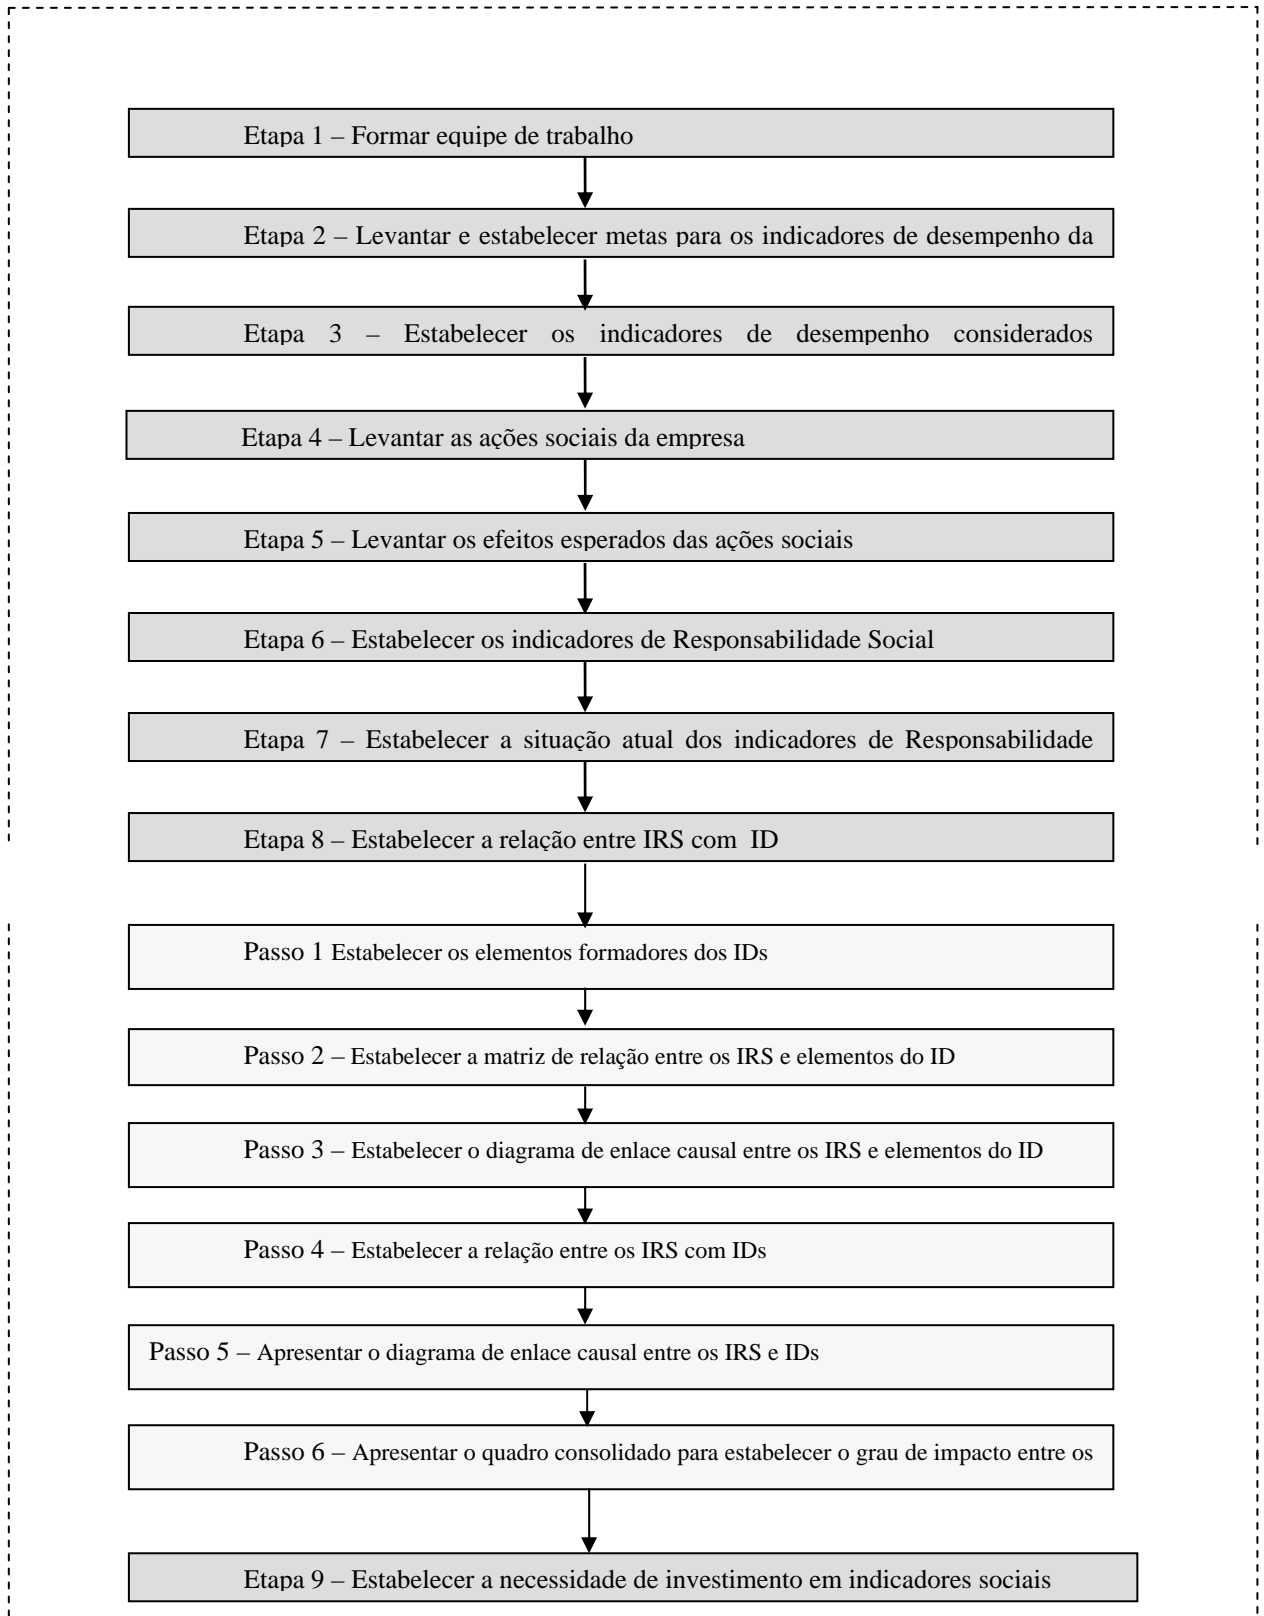 Etapa 1 – Formar equipe de trabalho
Etapa 2 – Levantar e estabelecer metas para os indicadores de desempenho da
Etapa 3 – Estabelecer os indicadores de desempenho considerados
Etapa 4 – Levantar as ações sociais da empresa
Etapa 5 – Levantar os efeitos esperados das ações sociais
Etapa 6 – Estabelecer os indicadores de Responsabilidade Social
Etapa 7 – Estabelecer a situação atual dos indicadores de Responsabilidade
Etapa 8 – Estabelecer a relação entre IRS com ID
Passo 1 Estabelecer os elementos formadores dos IDs
Passo 2 – Estabelecer a matriz de relação entre os IRS e elementos do ID
Passo 3 – Estabelecer o diagrama de enlace causal entre os IRS e elementos do ID
Passo 4 – Estabelecer a relação entre os IRS com IDs
Passo 5 – Apresentar o diagrama de enlace causal entre os IRS e IDs
Passo 6 – Apresentar o quadro consolidado para estabelecer o grau de impacto entre os
Etapa 9 – Estabelecer a necessidade de investimento em indicadores sociais